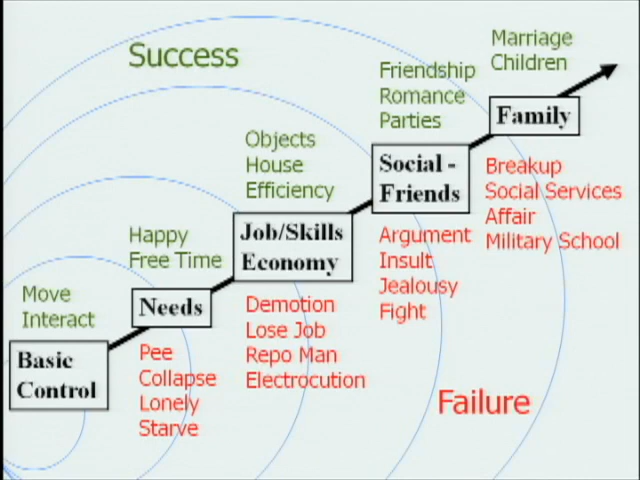 Success
Marriage
Children
Friendship
Romance
Parties
Family
Objects
House
Efficiency
Social -
Friends
Breakup
Social Services
Affair
Military School
Happy
Free Time
Job/Skills
Economy
Argument
Insult
Jealousy
Fight
Move
Interact
Needs
Demotion
Lose Job
Repo Man
Electrocution
Basic
Control
Pee
Collapse
Lonely
Starve
Failure